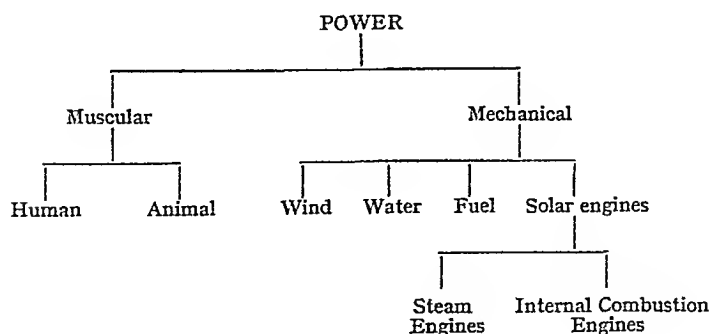 POWER
Muscular Mechanical
Human Animal Wind Water Fuel Solar engines
Steam Internal Combustion
Engines Engines